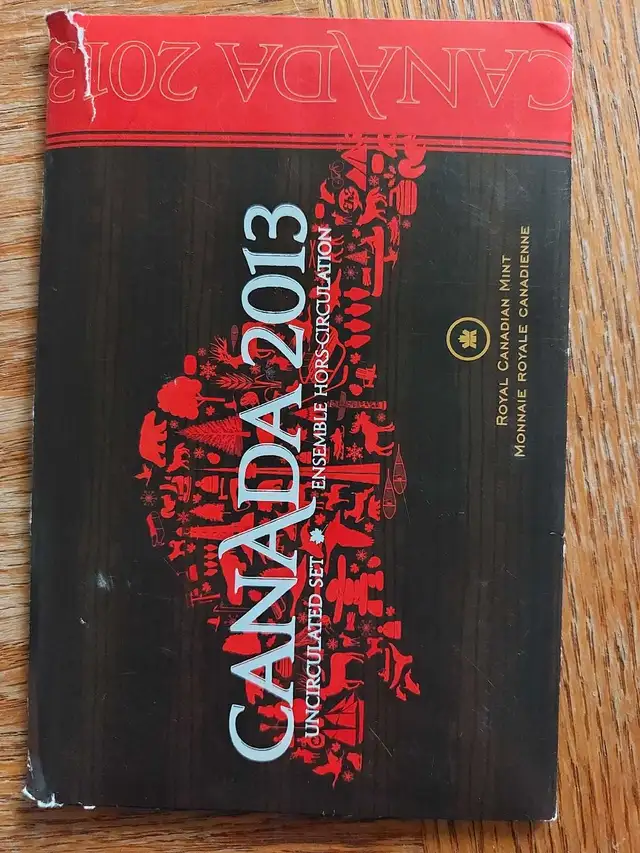 CANADA 2013
CANADA 2013
UNCIRCULATED SET ENSEMBLE HORS-CIRCULATION
ROYAL CANADIAN MINT
MONNAIE ROYALE CANADIENNE